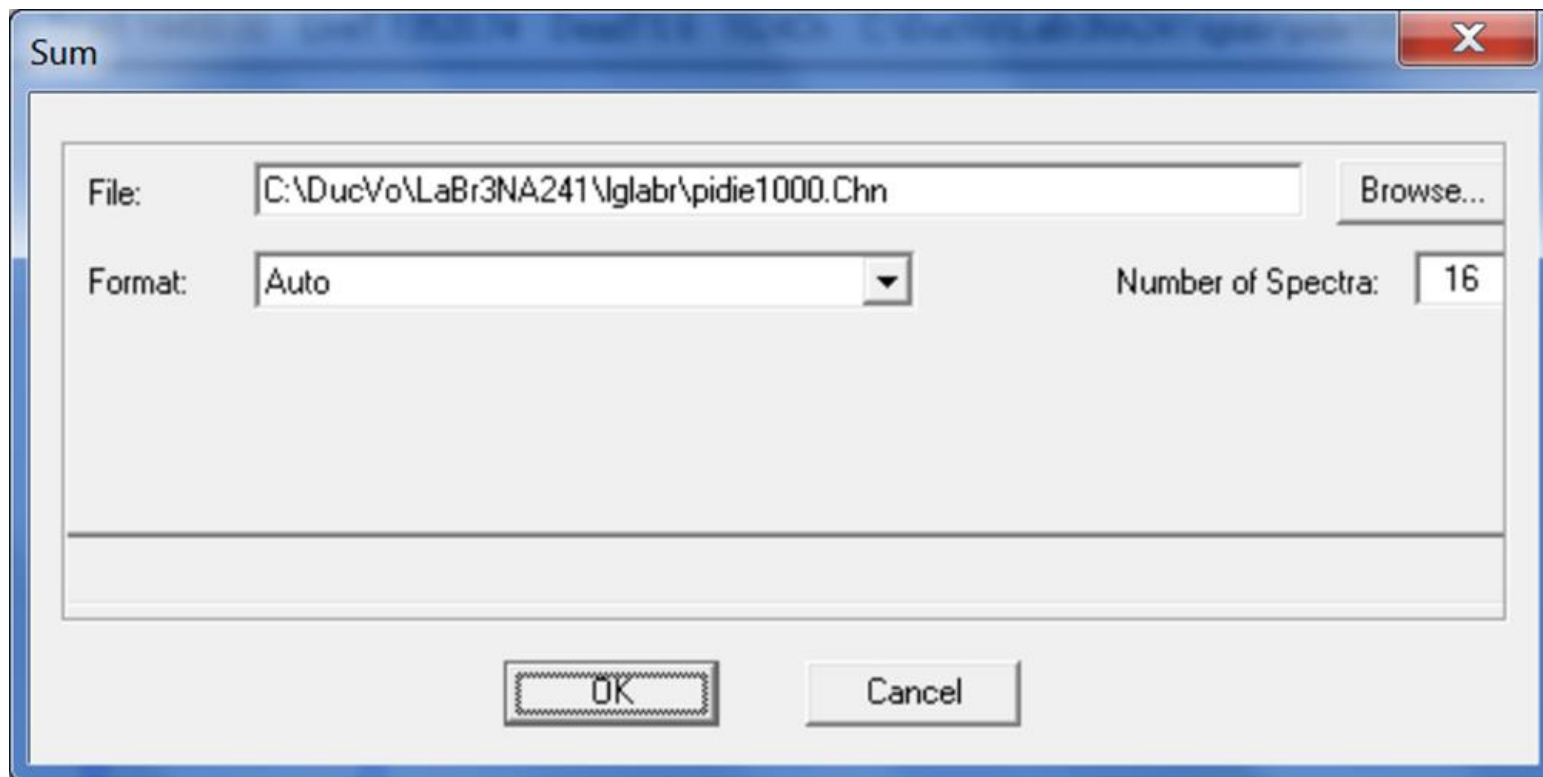 Sum
File: C:\DucVo\LaBr3NA241\lglabr\pidie1000.Chn Browse...
Format: Auto Number of Spectra: 16
OK Cancel